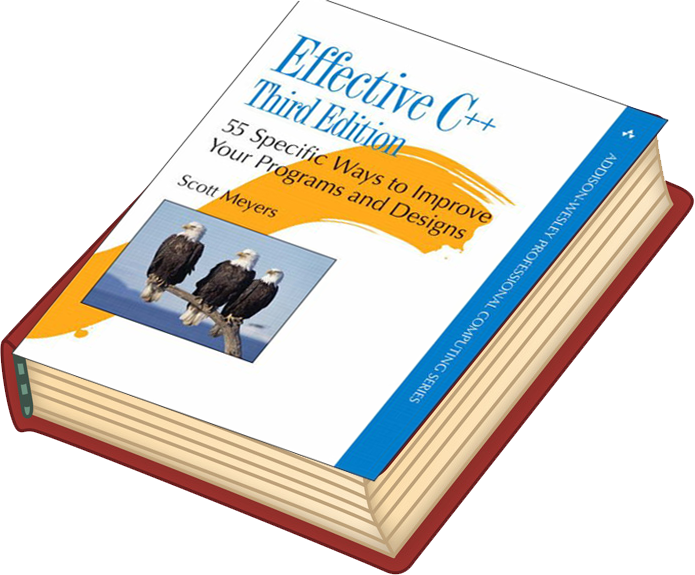 Effective C++
Third Edition
55 Specific Ways to Improve
Your Programs and Designs
Scott Meyers
ADDISON-WESLEY PROFESSIONAL COMPUTING SERIES